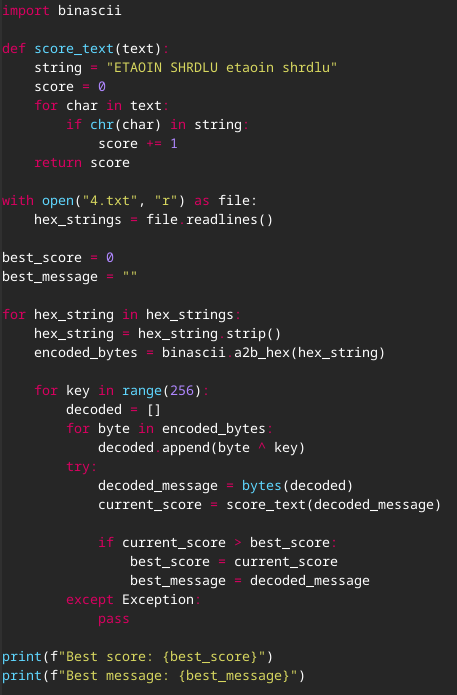 import binascii

def score_text(text):
    string = "ETAOIN SHRDLU etaoin shrdlu"
    score = 0
    for char in text:
        if chr(char) in string:
            score += 1
    return score

with open("4.txt", "r") as file:
    hex_strings = file.readlines()

best_score = 0
best_message = ""

for hex_string in hex_strings:
    hex_string = hex_string.strip()
    encoded_bytes = binascii.a2b_hex(hex_string)

    for key in range(256):
        decoded = []
        for byte in encoded_bytes:
            decoded.append(byte ^ key)
        try:
            decoded_message = bytes(decoded)
            current_score = score_text(decoded_message)

            if current_score > best_score:
                best_score = current_score
                best_message = decoded_message
        except Exception:
            pass

print(f"Best score: {best_score}")
print(f"Best message: {best_message}")